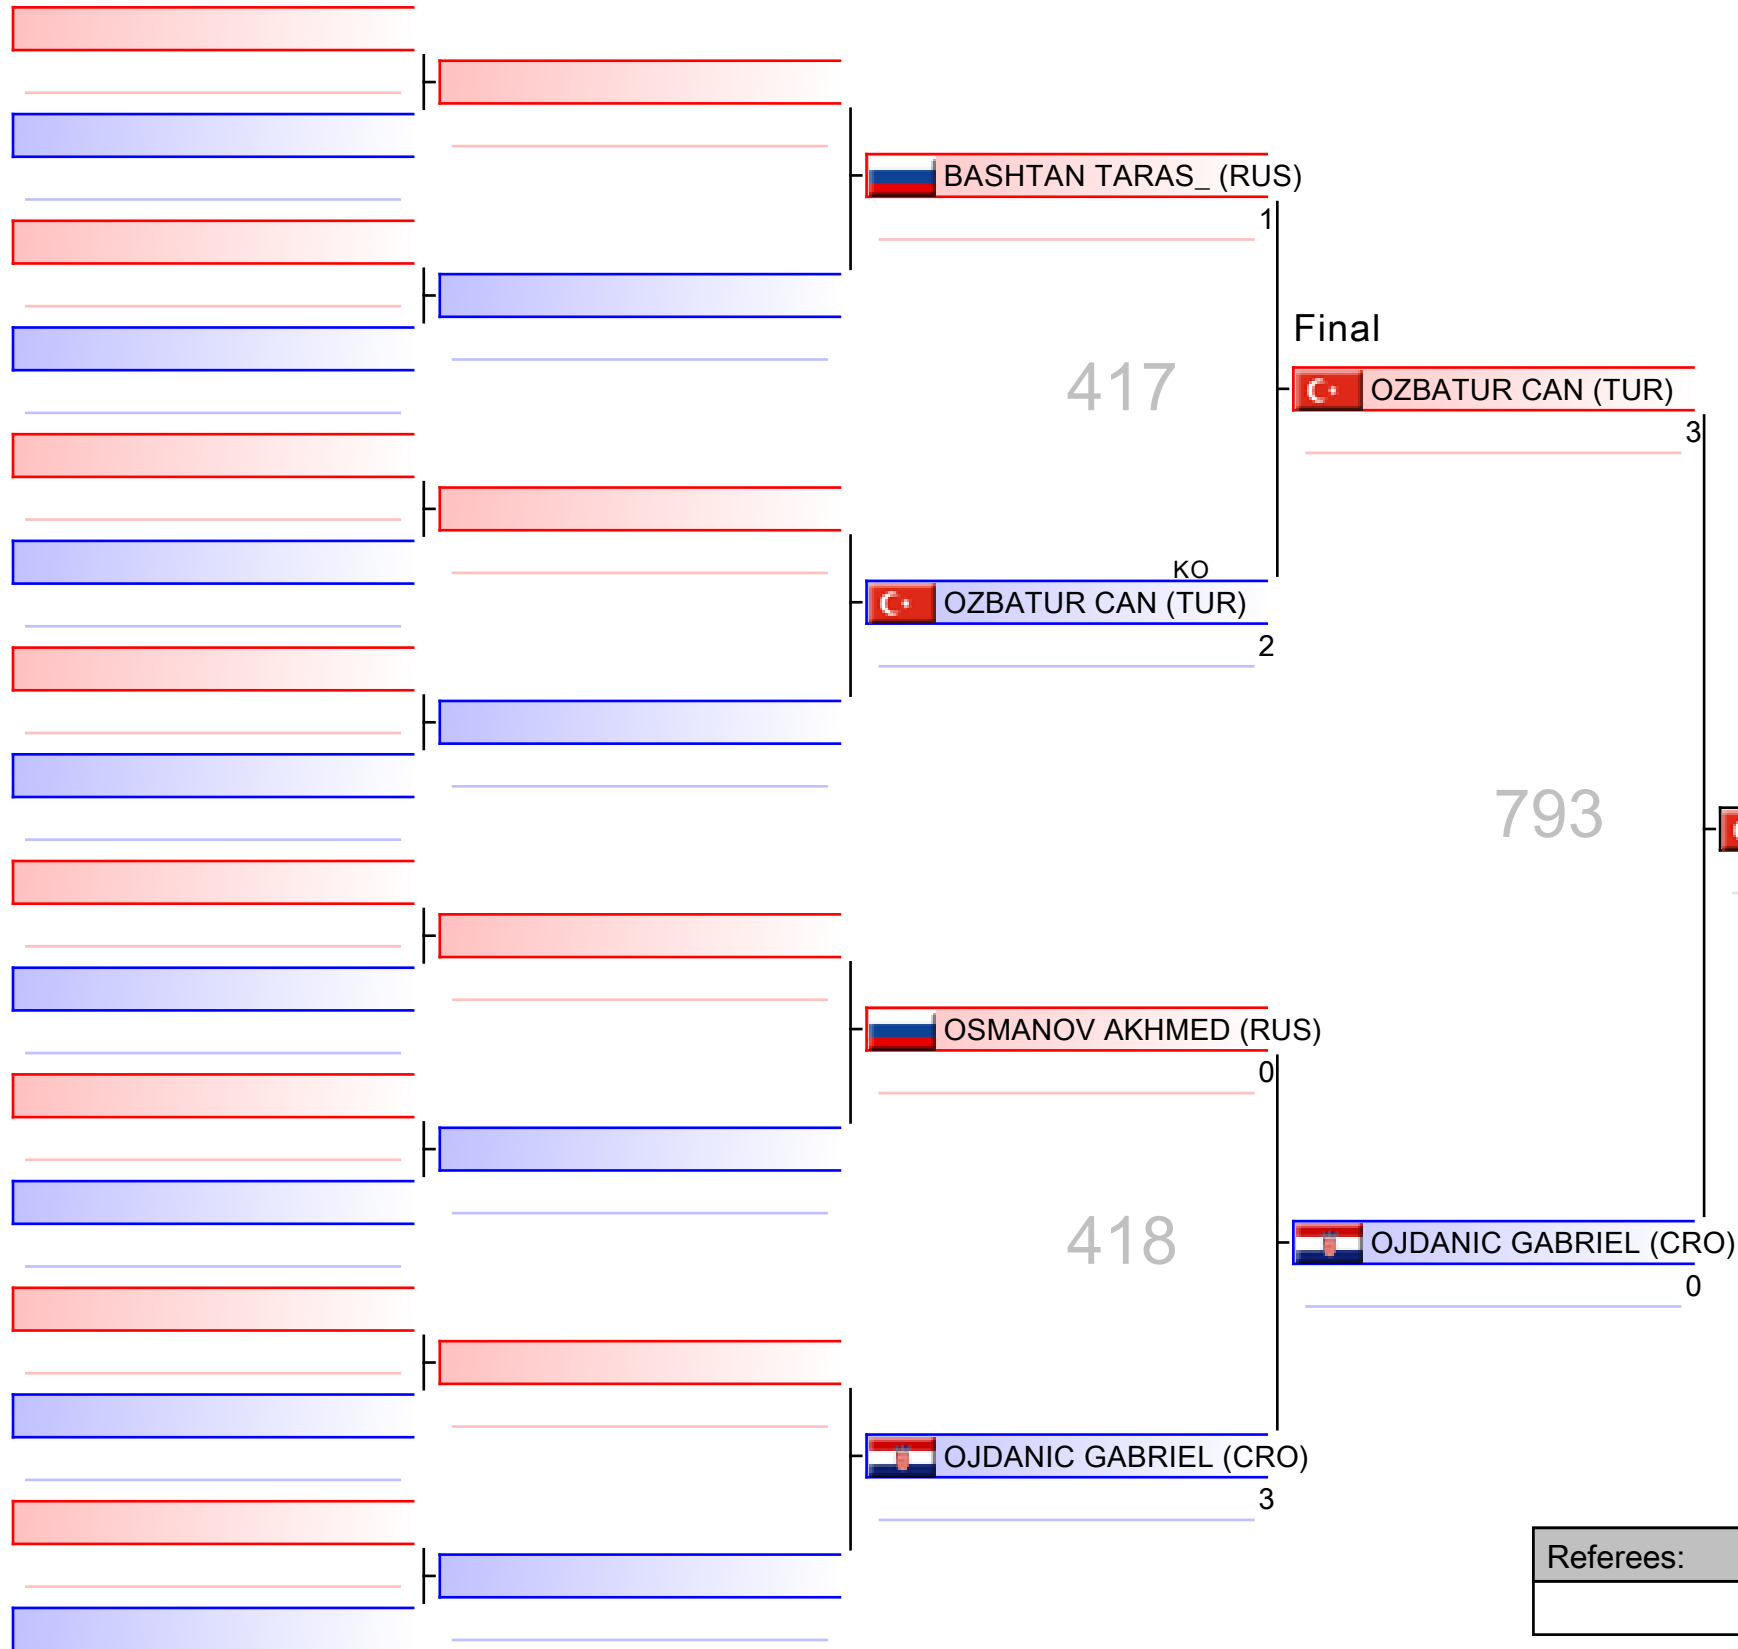 BASHTAN TARAS_ (RUS)
1
Final
417
OZBATUR CAN (TUR)
3
KO
OZBATUR CAN (TUR)
2
793
OSMANOV AKHMED (RUS)
0
418
OJDANIC GABRIEL (CRO)
0
OJDANIC GABRIEL (CRO)
3
Referees: